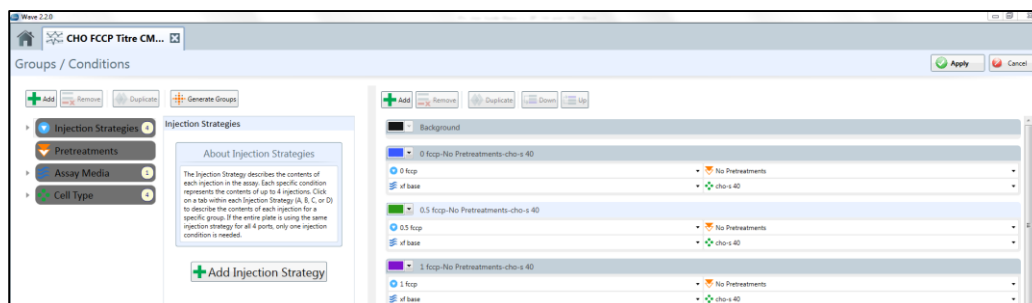 Wave 2.2.0
CHO FCCP Titre CM...
Groups / Conditions
Apply
Cancel
Add
Remove
Duplicate
Generate Groups
Injection Strategies 4
Pretreatments
Assay Media 1
Cell Type 4
Injection Strategies
About Injection Strategies
The Injection Strategy describes the contents of
each injection in the assay. Each specific condition
represents the contents of up to 4 injections. Click
on a tab within each Injection Strategy (A, B, C, or D)
to describe the contents of each injection for a
specific group. If the entire plate is using the same
injection strategy for all 4 ports, only one injection
condition is needed.
Add Injection Strategy
Add
Remove
Duplicate
Down
Up
Background
0 fccp-No Pretreatments-cho-s 40
0 fccp
No Pretreatments
xf base
cho-s 40
0.5 fccp-No Pretreatments-cho-s 40
0.5 fccp
No Pretreatments
xf base
cho-s 40
1 fccp-No Pretreatments-cho-s 40
1 fccp
No Pretreatments
xf base
cho-s 40